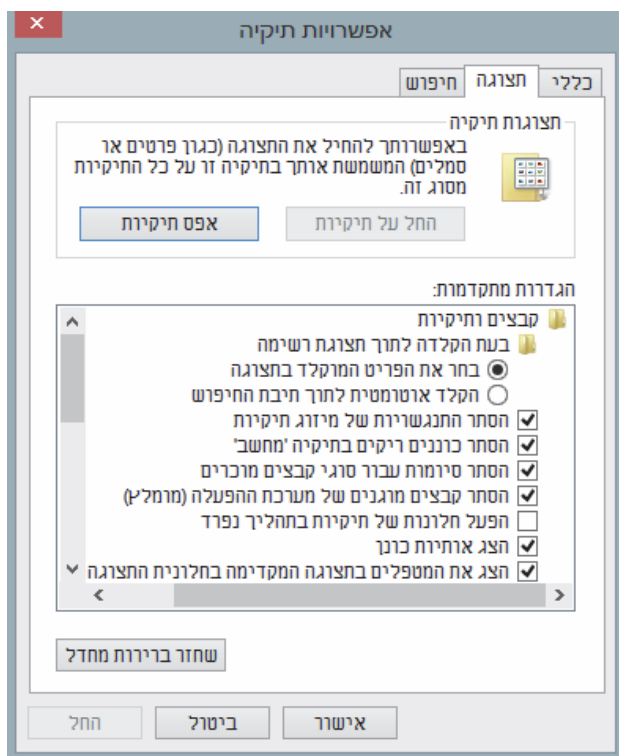 אפשרויות תיקיה
כללי
תצוגה
חיפוש
תצוגות תיקיה
באפשרותך להחיל את התצוגה (כגון פרטים או
סמלים) המשמשת אותך בתיקיה זו על כל התיקיות
מסוג זה.
החל על תיקיות
אפס תיקיות
הגדרות מתקדמות:
קבצים ותיקיות
בעת הקלדה לתוך תצוגת רשימה
בחר את הפריט המוקלד בתצוגה
הקלד אוטומטית לתוך תיבת החיפוש
הסתר התנגשויות של מיזוג תיקיות
הסתר כוננים ריקים בתיקיה 'מחשב'
הסתר סיומות עבור סוגי קבצים מוכרים
הסתר קבצים מוגנים של מערכת ההפעלה (מומלץ)
הפעל חלונות של תיקיות בתהליך נפרד
הצג אותיות כונן
הצג את המטפלים בתצוגה המקדימה בחלונית התצוגה
שחזר ברירות מחדל
אישור
ביטול
החל